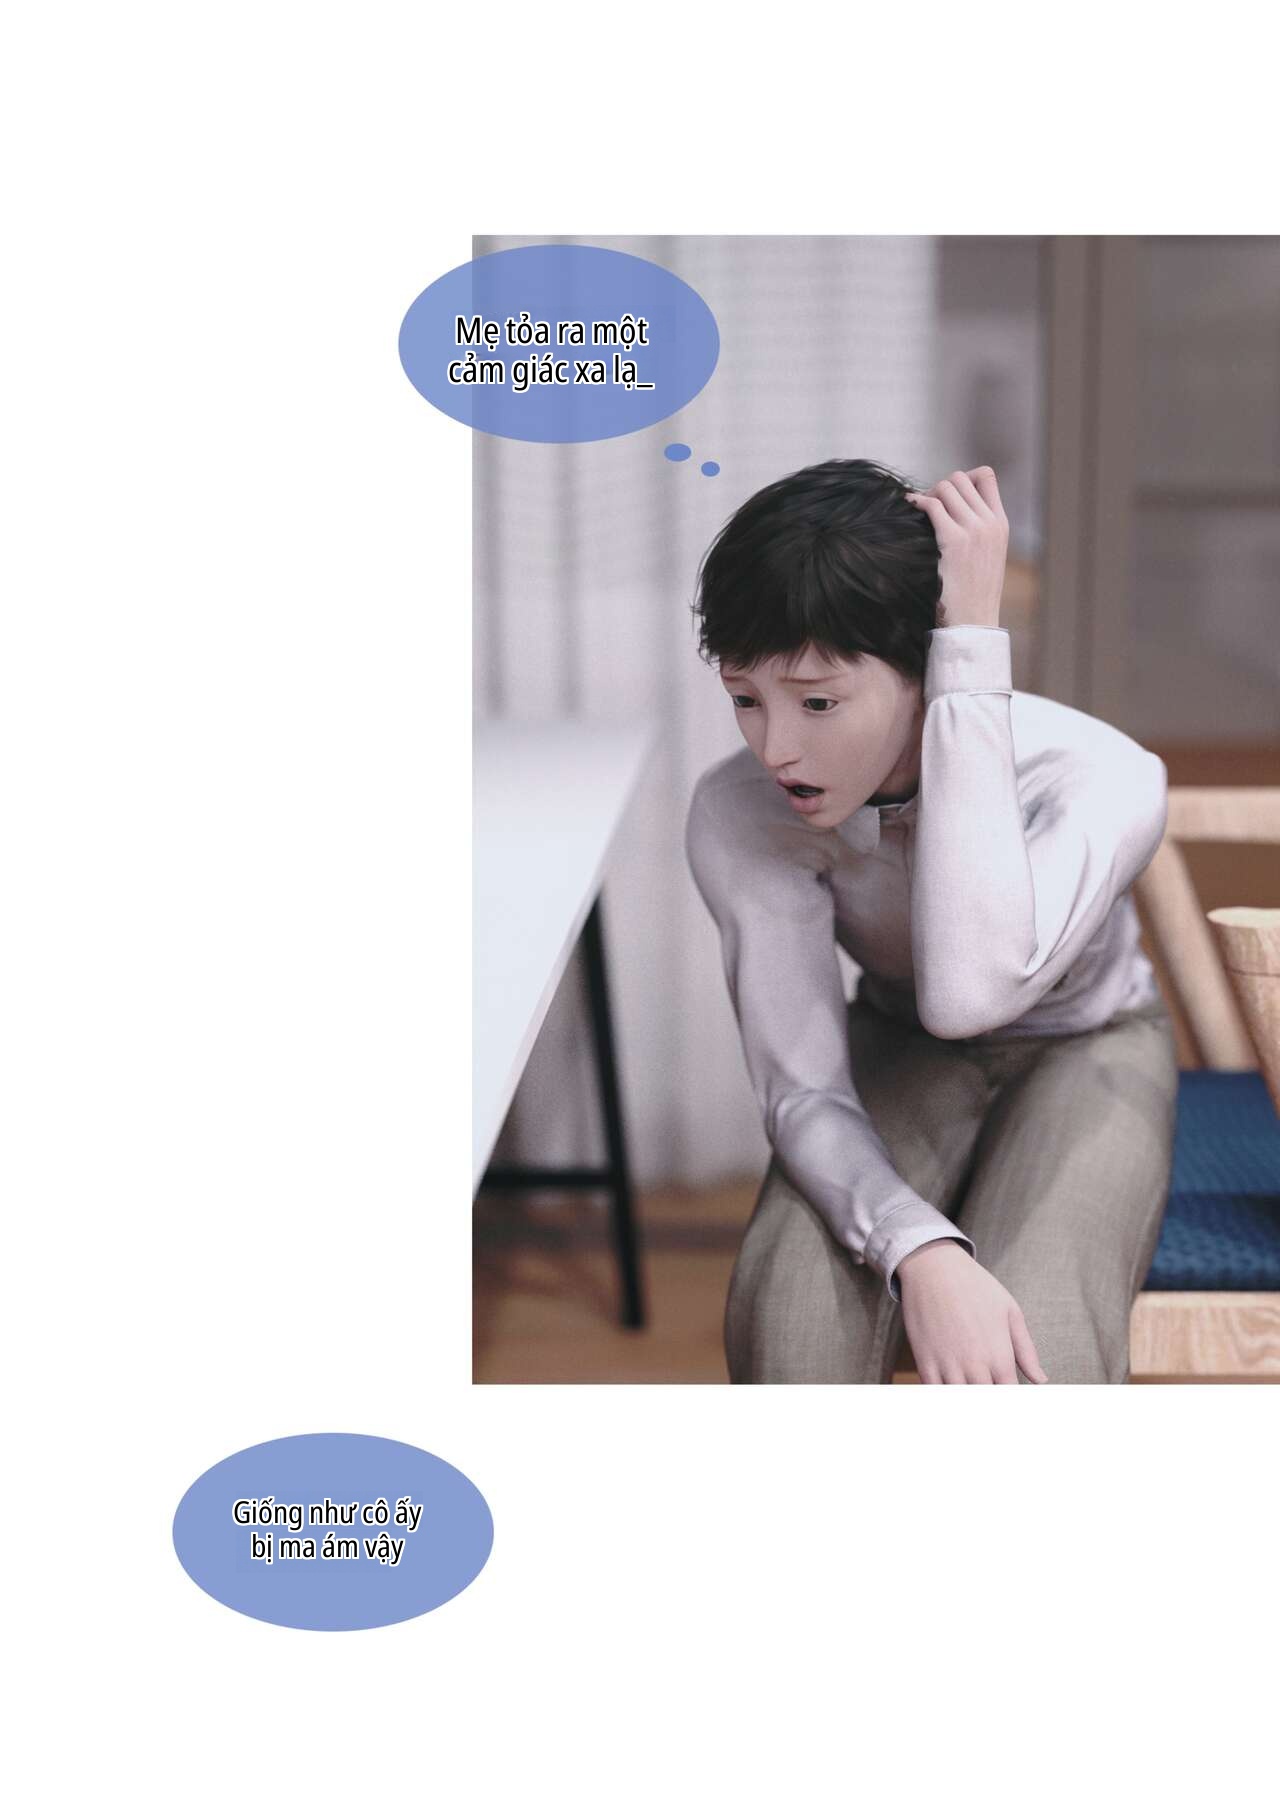 Mẹ tỏa ra một
cảm giác xa lạ_
Giống như cô ấy
bị ma ám vậy